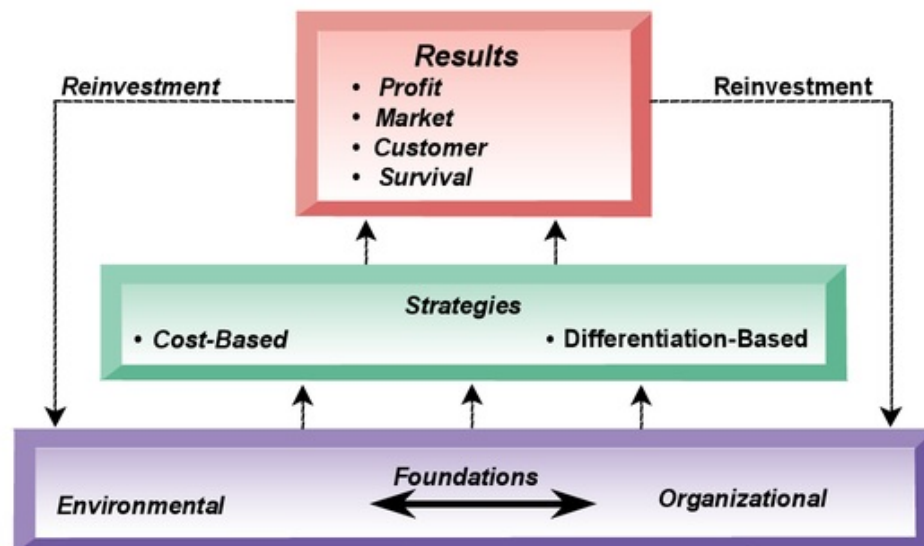 Results
Reinvestment
Reinvestment
• Profit
• Market
• Customer
• Survival
Strategies
• Cost-Based
• Differentiation-Based
Foundations
Environmental
Organizational